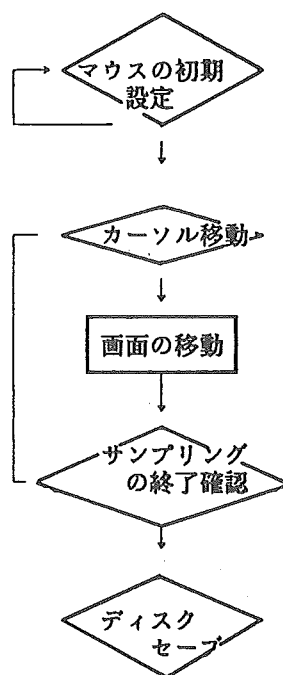 マウスの初期
設定
カーソル移動
画面の移動
サンプリング
の終了確認
ディスク
セーブ